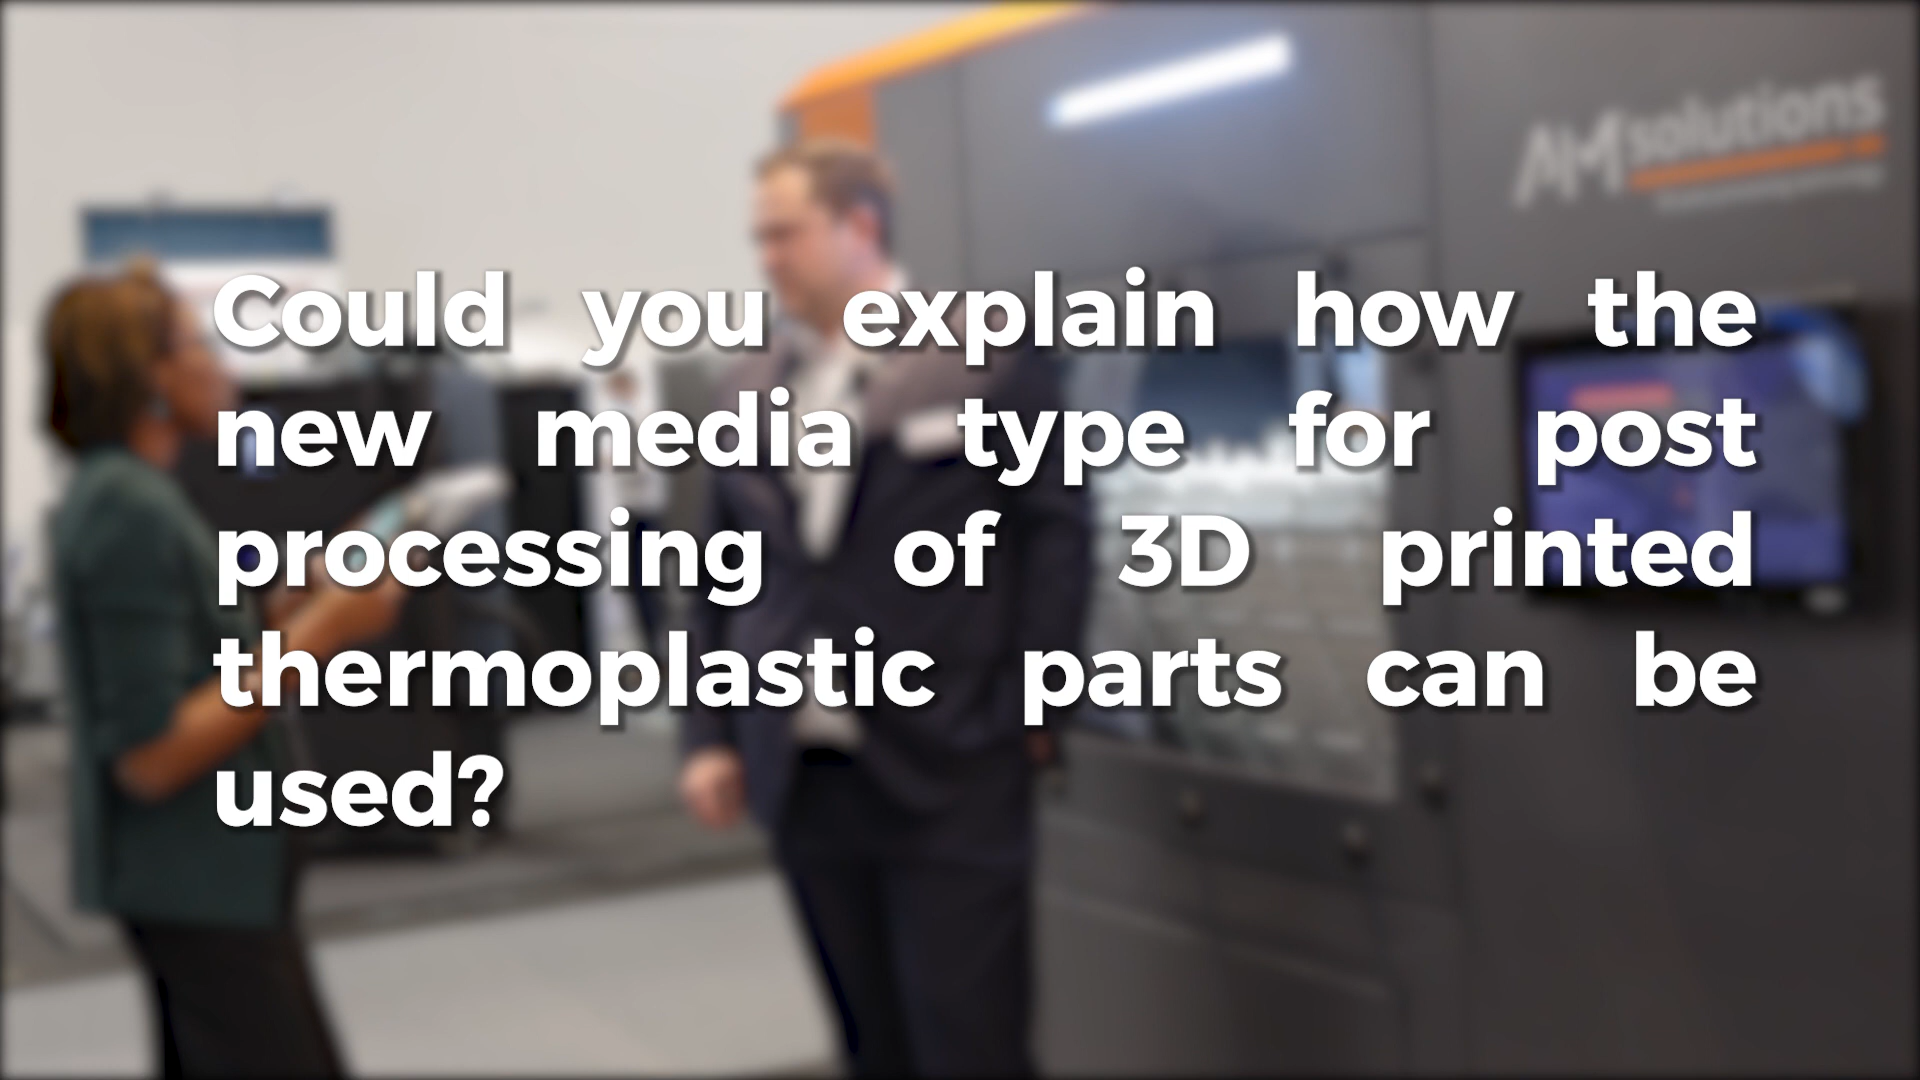 AM solutions
Could you explain how the
new media type for post
processing of 3D printed
thermoplastic parts can be
used?